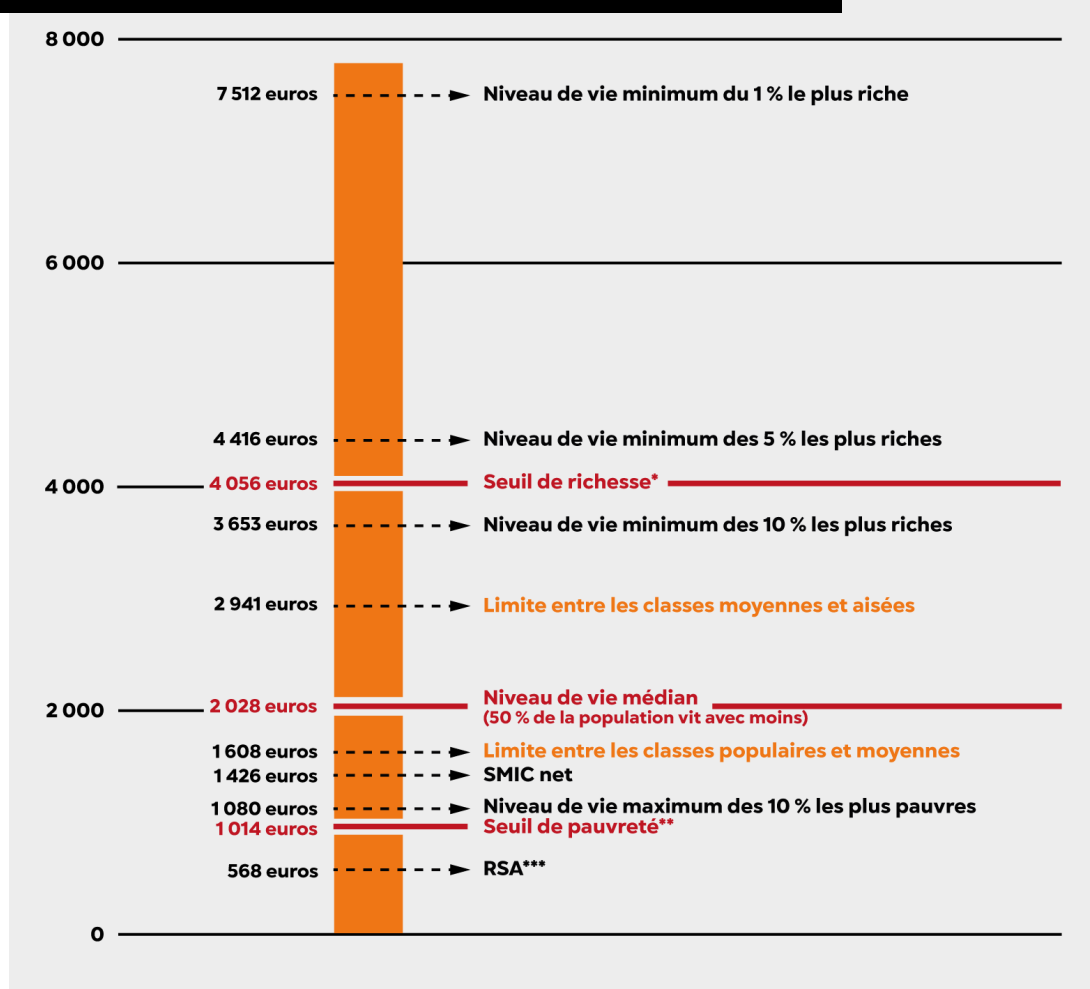 8 000
7 512 euros Niveau de vie minimum du 1 % le plus riche
6 000
4 416 euros Niveau de vie minimum des 5 % les plus riches
4 000
4 056 euros Seuil de richesse*
3 653 euros Niveau de vie minimum des 10 % les plus riches
2 941 euros Limite entre les classes moyennes et aisées
2 000
2 028 euros Niveau de vie médian
(50 % de la population vit avec moins)
1 608 euros Limite entre les classes populaires et moyennes
1 426 euros SMIC net
1 080 euros Niveau de vie maximum des 10 % les plus pauvres
1 014 euros Seuil de pauvreté**
568 euros RSA***
0